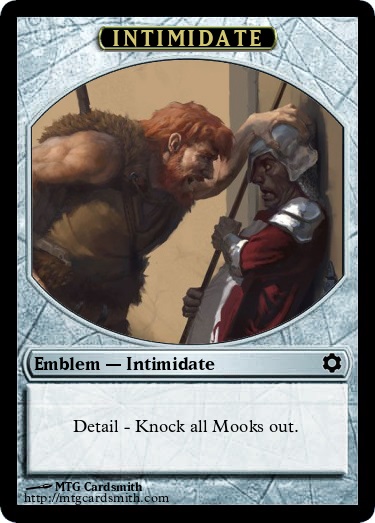 INTIMIDATE
Emblem — Intimidate
Detail - Knock all Mooks out.
MTG Cardsmith
http://mtgcardsmith.com